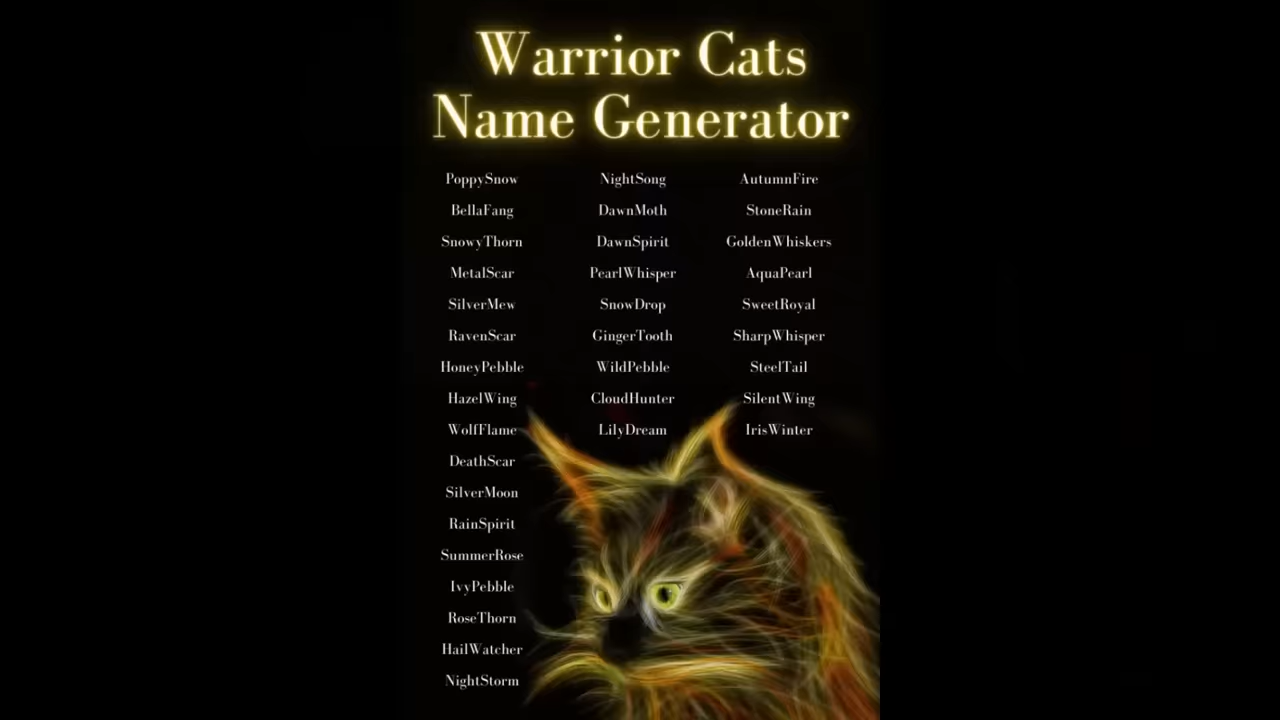 Warrior Cats
Name Generator
PoppySnow
BellaFang
SnowyThorn
MetalScar
SilverMew
RavenScar
HoneyPebble
HazelWing
WolfFlame
DeathScar
SilverMoon
RainSpirit
SummerRose
IvyPebble
RoseThorn
HailWatcher
NightStorm
NightSong
DawnMoth
DawnSpirit
PearlWhisper
SnowDrop
GingerTooth
WildPebble
CloudHunter
LilyDream
AutumnFire
StoneRain
GoldenWhiskers
AquaPearl
SweetRoyal
SharpWhisper
SteelTail
SilentWing
IrisWinter